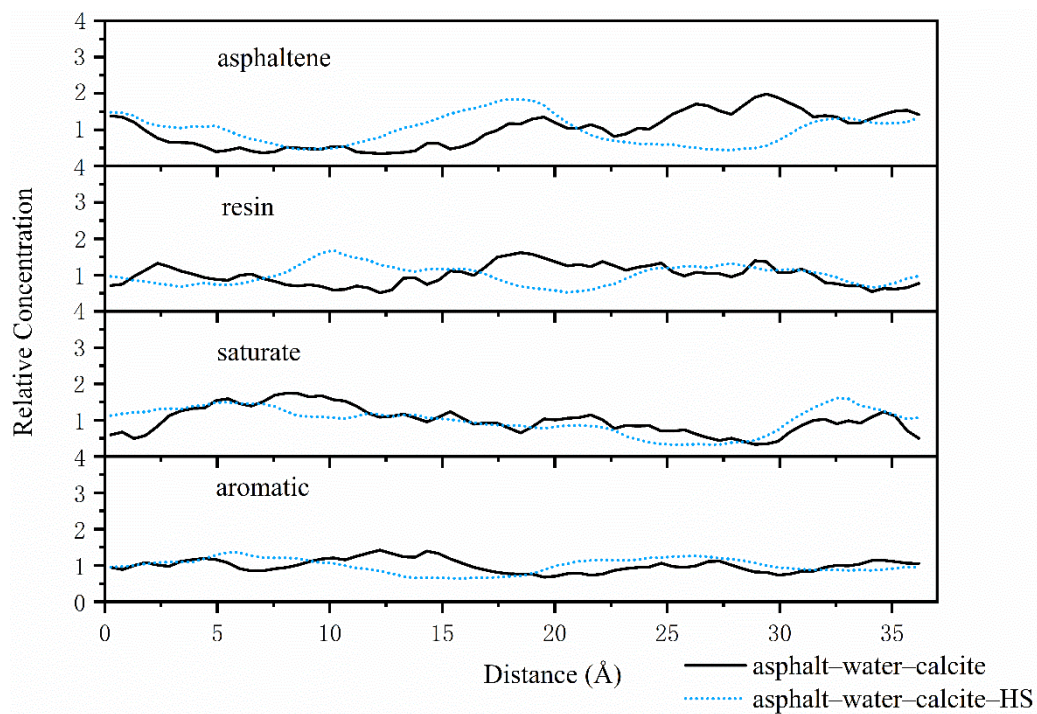 4
3
2
1
asphaltene
4
3
2
1
resin
4
3
2
1
saturate
4
3
2
1
0
aromatic
Relative Concentration
0 5 10 15 20 25 30 35
Distance (Å)
asphalt–water–calcite
asphalt–water–calcite–HS